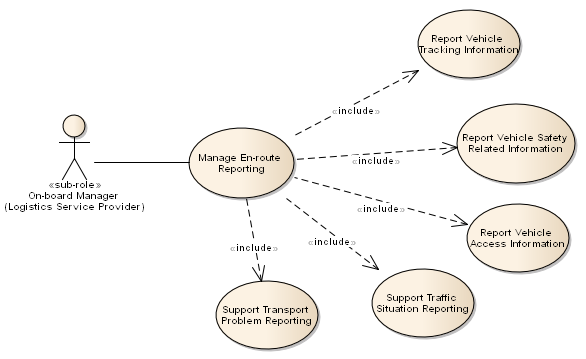 Report Vehicle
Tracking Information
«include»
Report Vehicle Safety
Related Information
Manage En-route
Reporting
«include»
«sub-role»
On-board Manager
(Logistics Service Provider)
«include»
Report Vehicle
Access Information
«include»
«include»
Support Transport
Problem Reporting
Support Traffic
Situation Reporting